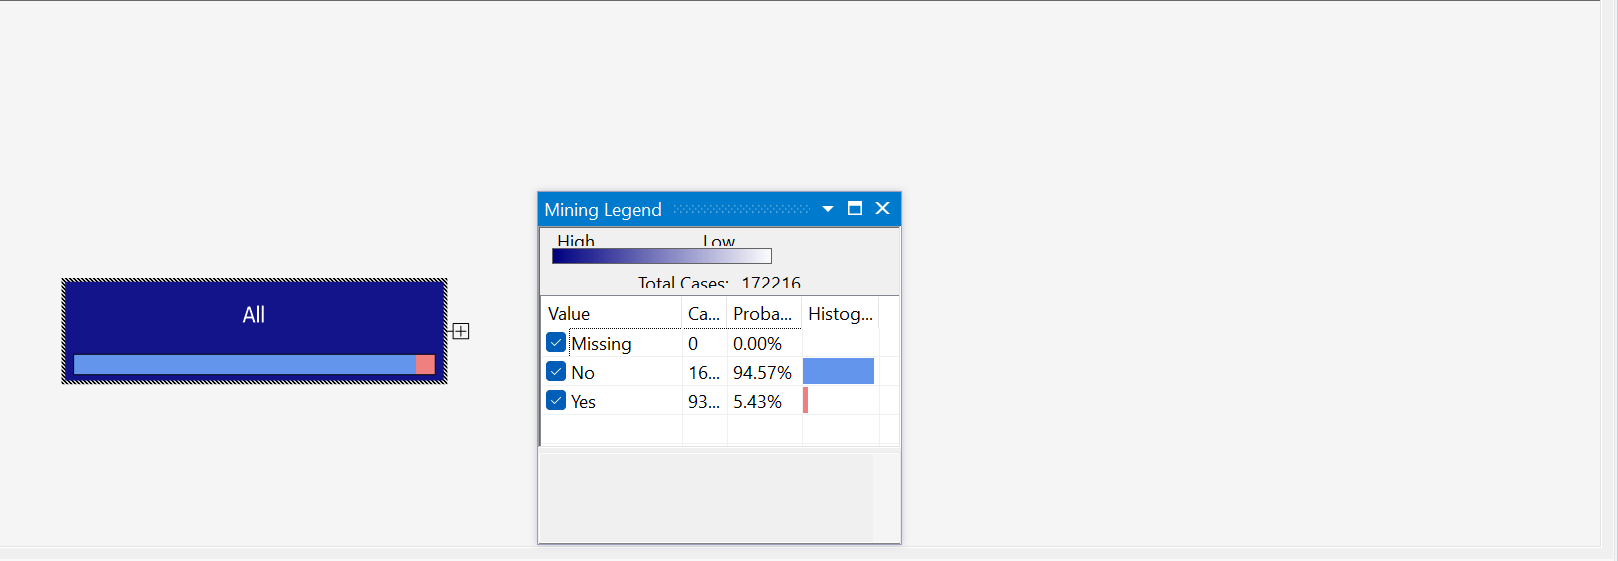 Mining Legend
High Low
Total Cases: 172216
Value Ca... Proba... Histog...
Missing 0 0.00%
No 16... 94.57%
All
Yes 93... 5.43%